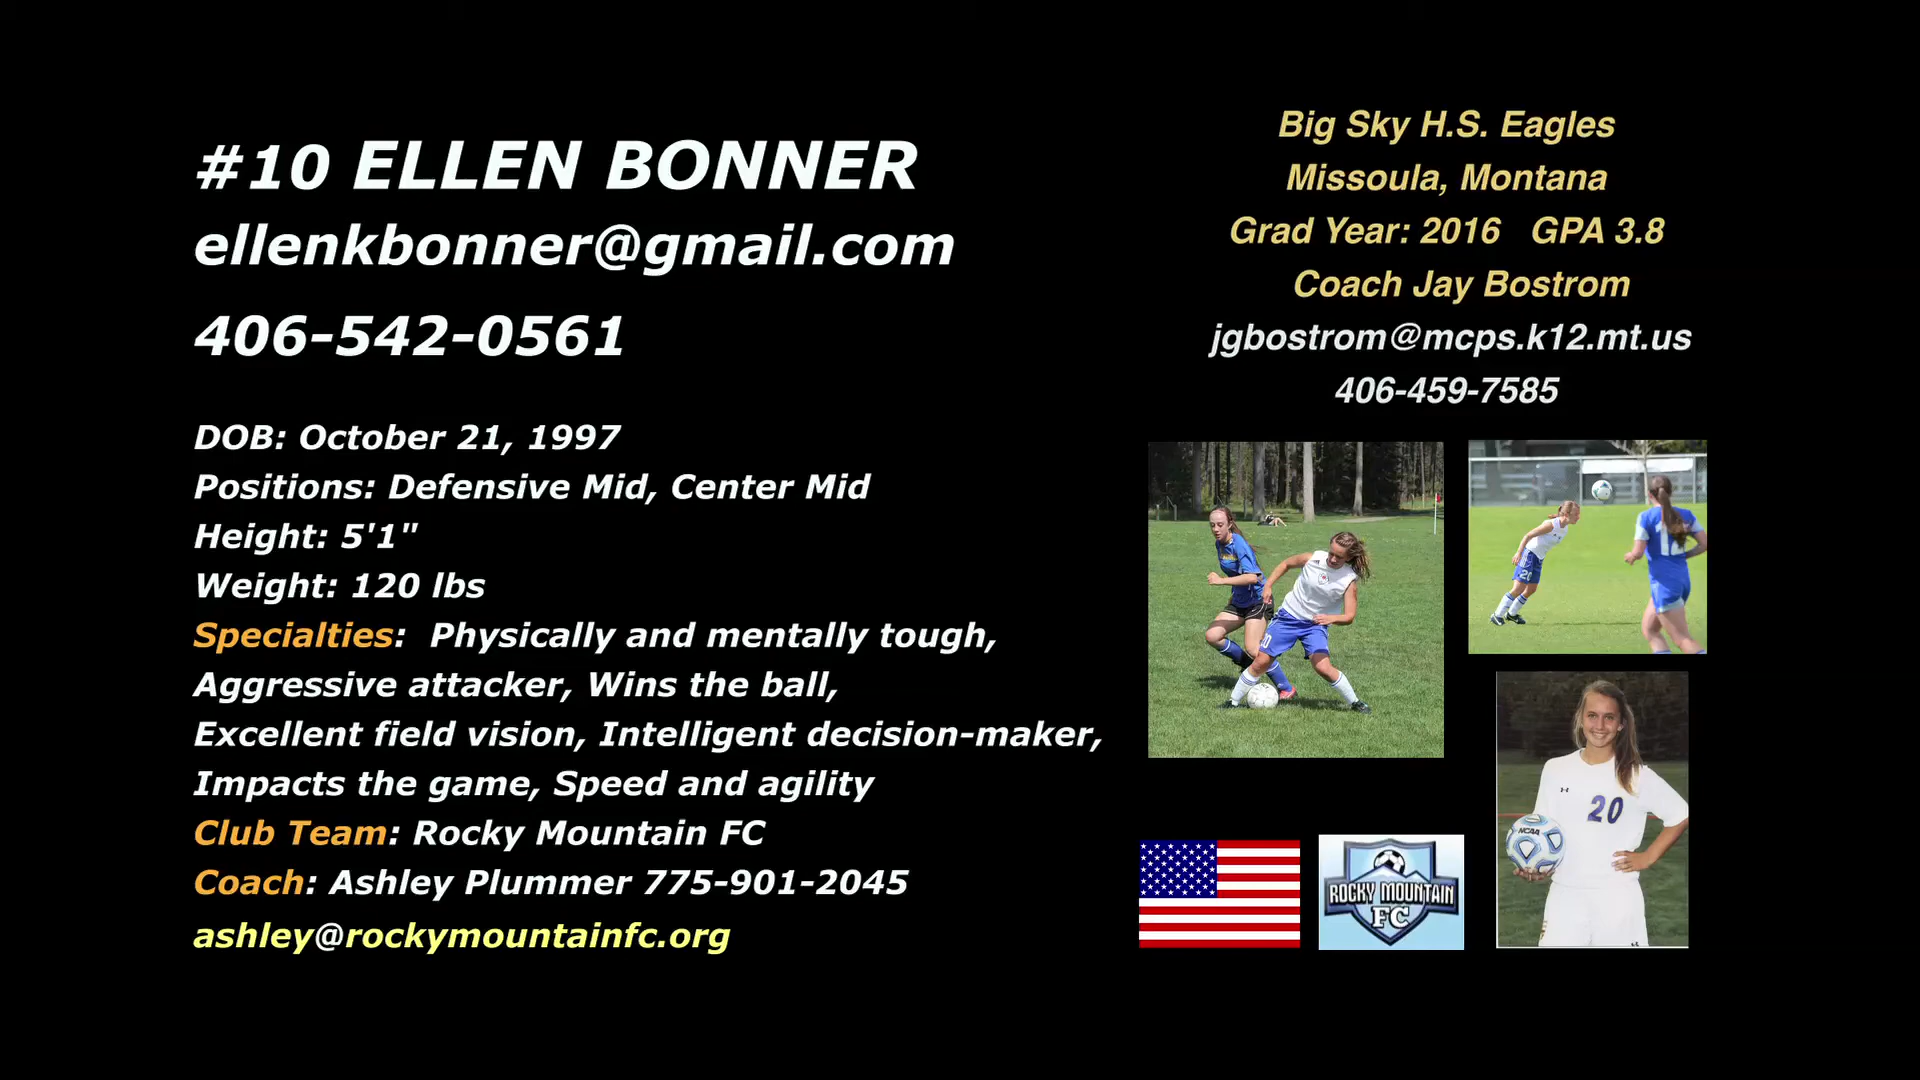 #10 ELLEN BONNER
ellenkbonner@gmail.com
406-542-0561
DOB: October 21, 1997
Positions: Defensive Mid, Center Mid
Height: 5'1"
Weight: 120 lbs
Specialties:  Physically and mentally tough,
Aggressive attacker, Wins the ball,
Excellent field vision, Intelligent decision-maker,
Impacts the game, Speed and agility
Club Team: Rocky Mountain FC
Coach: Ashley Plummer 775-901-2045
ashley@rockymountainfc.org
Big Sky H.S. Eagles
Missoula, Montana
Grad Year: 2016   GPA 3.8
Coach Jay Bostrom
jgbostrom@mcps.k12.mt.us
406-459-7585
20
12
20
NCAA
ROCKY MOUNTAIN
FC